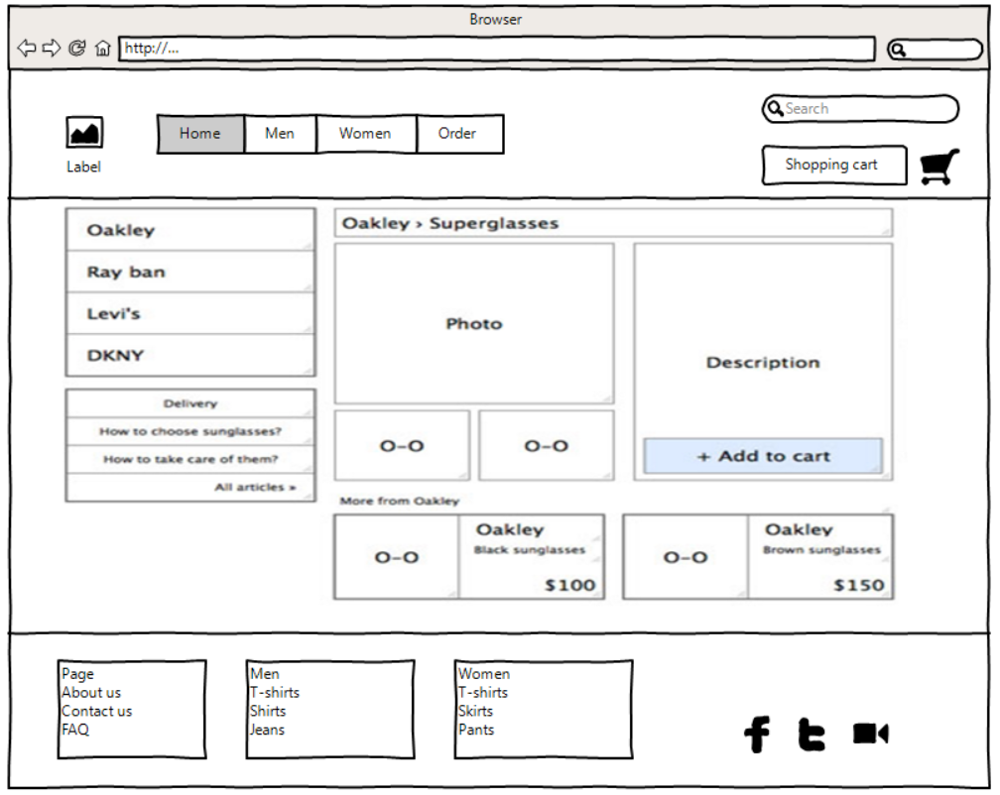 Browser
http://...
Search
Label
Home
Men
Women
Order
Shopping cart
Oakley
Ray ban
Levi's
DKNY
Delivery
How to choose sunglasses?
How to take care of them?
All articles »
Oakley › Superglasses
Photo
O-O
O-O
Description
+ Add to cart
More from Oakley
O-O
Oakley
Black sunglasses
$100
O-O
Oakley
Brown sunglasses
$150
Page
About us
Contact us
FAQ
Men
T-shirts
Shirts
Jeans
Women
T-shirts
Skirts
Pants